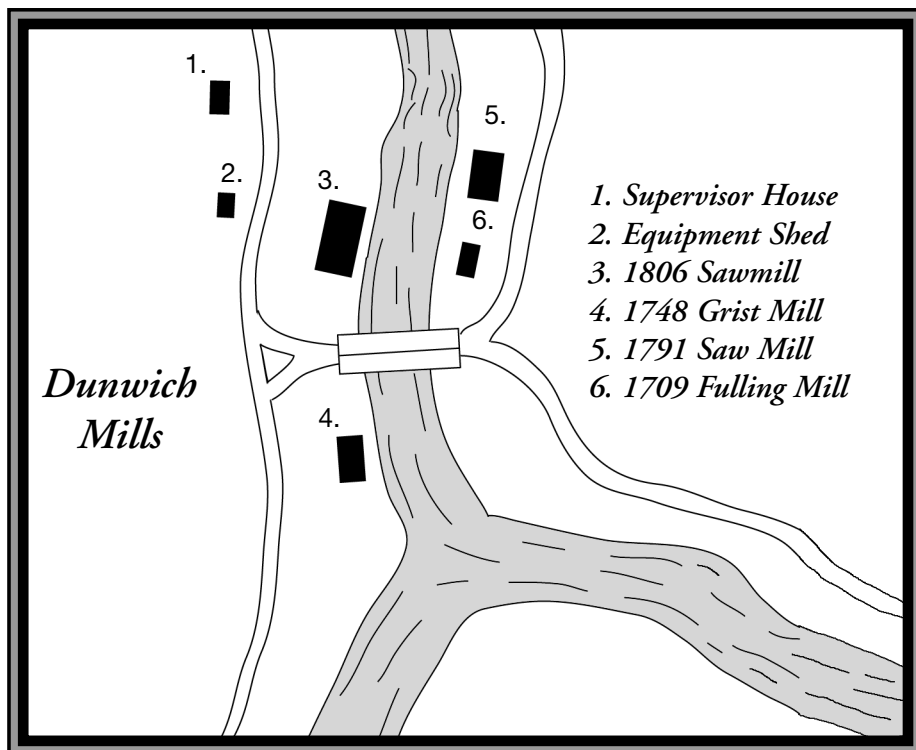 1.
2.
3.
5.
6.
4.
Dunwich
Mills
1. Supervisor House
2. Equipment Shed
3. 1806 Sawmill
4. 1748 Grist Mill
5. 1791 Saw Mill
6. 1709 Fulling Mill